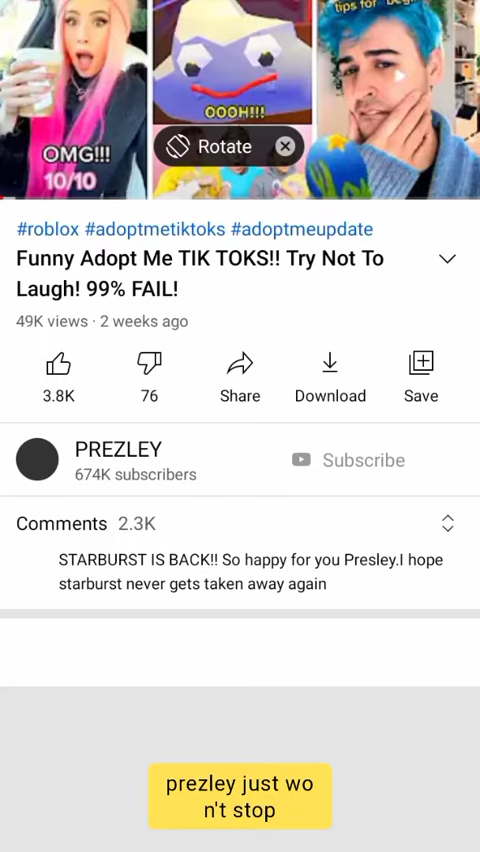 tips for beg
OMG!!!
10/10
OOOH!!!
Rotate
#roblox #adoptmetiktoks #adoptmeupdate
Funny Adopt Me TIK TOKS!! Try Not To
Laugh! 99% FAIL!
49K views · 2 weeks ago
3.8K
76
Share
Download
Save
PREZLEY
674K subscribers
Subscribe
Comments 2.3K
STARBURST IS BACK!! So happy for you Presley.I hope
starburst never gets taken away again
prezley just wo
n't stop